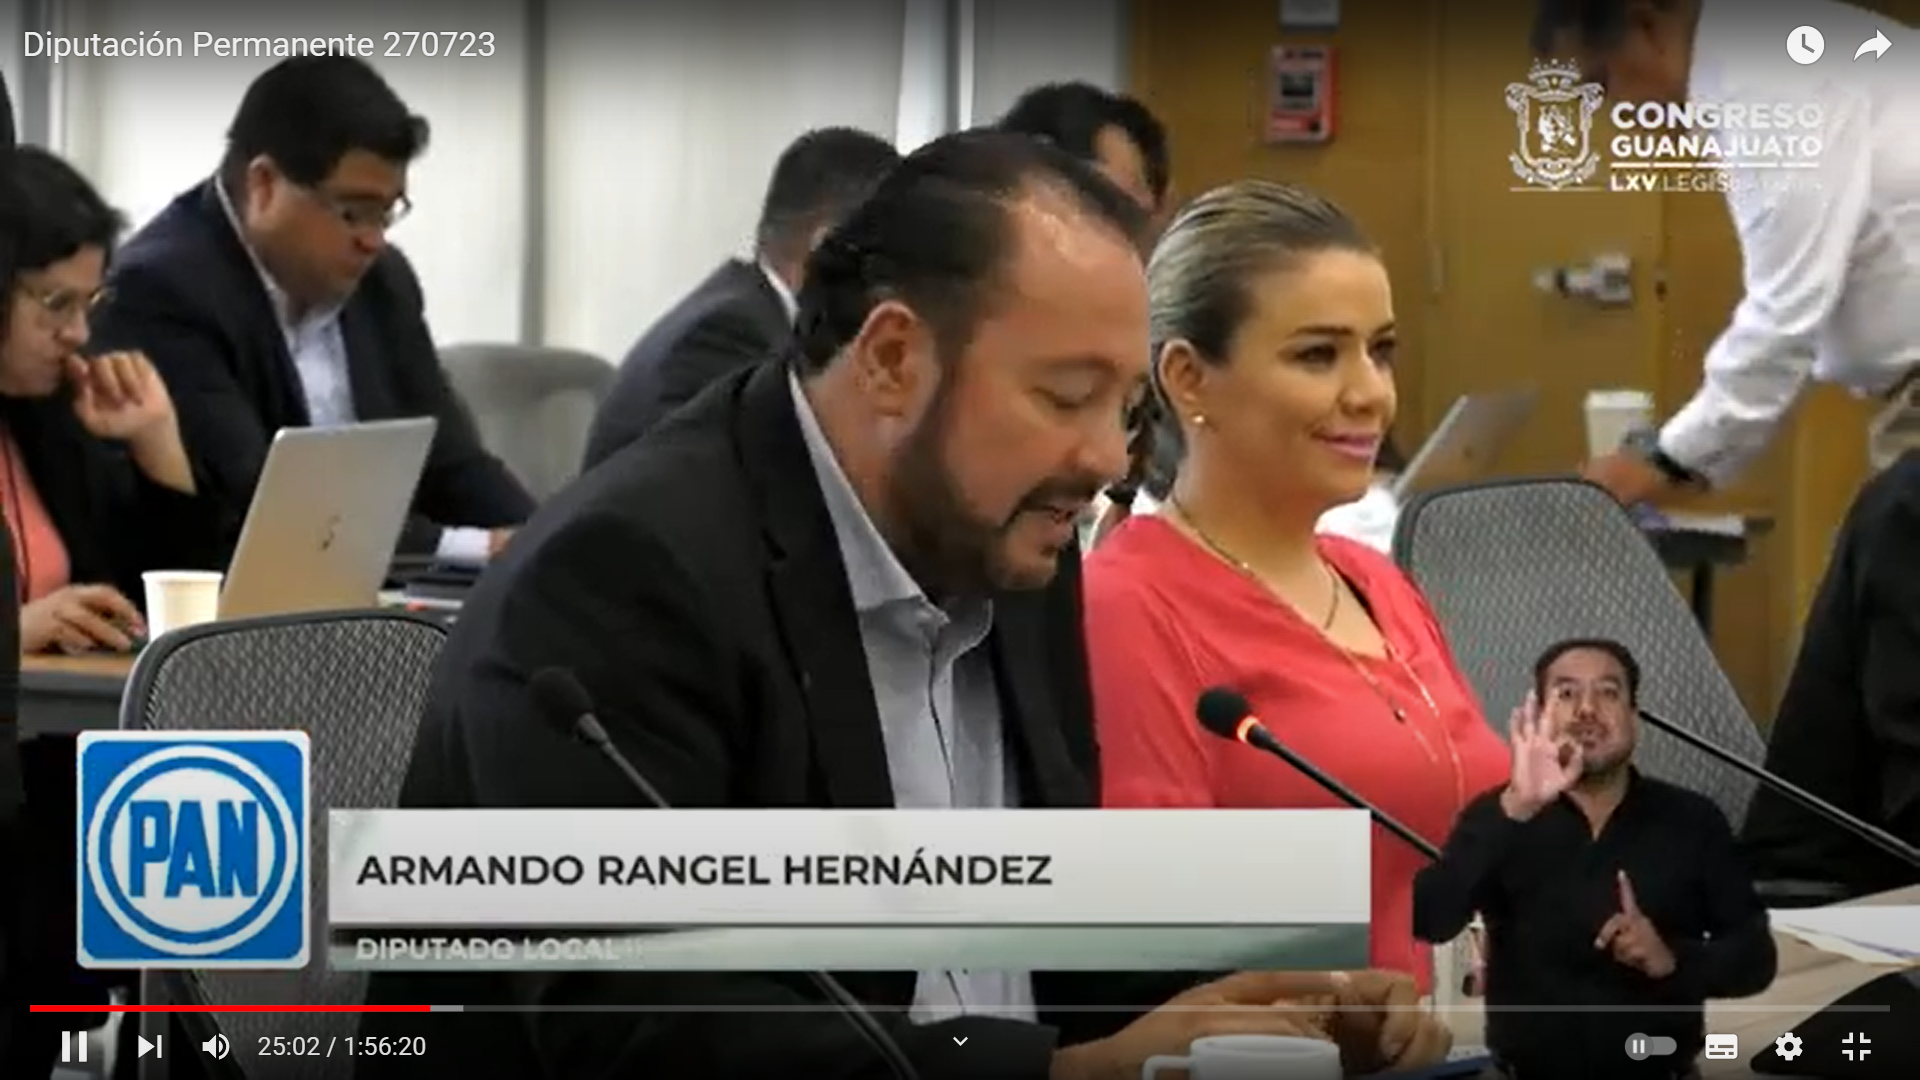 Diputación Permanente 270723
CONGRESO
GUANAJUATO
LXV LEGISLATURA
PAN
ARMANDO RANGEL HERNÁNDEZ
DIPUTADO LOCAL
25:02 / 1:56:20